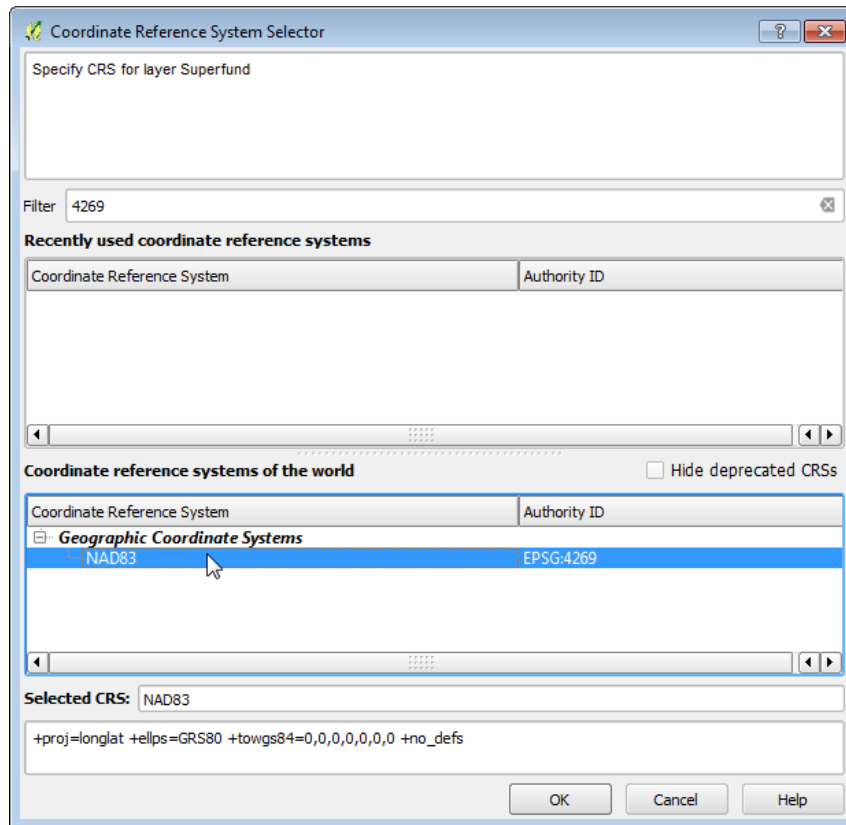 Coordinate Reference System Selector
Specify CRS for layer Superfund
Filter 4269
Recently used coordinate reference systems
Coordinate Reference System Authority ID
Coordinate reference systems of the world Hide deprecated CRSs
Coordinate Reference System Authority ID
Geographic Coordinate Systems
NAD83 EPSG:4269
Selected CRS: NAD83
+proj=longlat +ellps=GRS80 +towgs84=0,0,0,0,0,0,0 +no_defs
OK Cancel Help